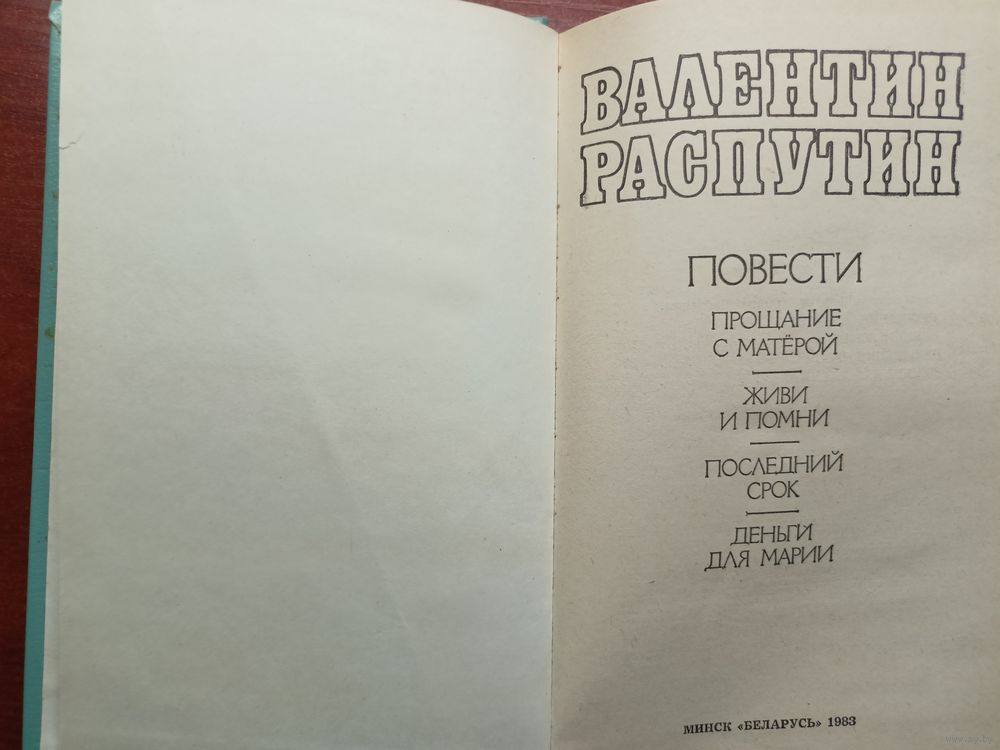 ВАЛЕНТИН
РАСПУТИН
ПОВЕСТИ
ПРОЩАНИЕ
С МАТЁРОЙ
ЖИВИ
И ПОМНИ
ПОСЛЕДНИЙ
СРОК
ДЕНЬГИ
ДЛЯ МАРИИ
МИНСК «БЕЛАРУСЬ» 1983